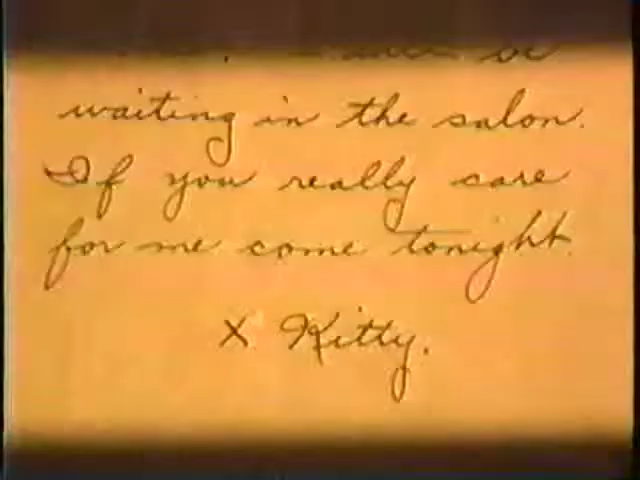 waiting in the salon.
If you really care
for me come tonight.
X Kitty.